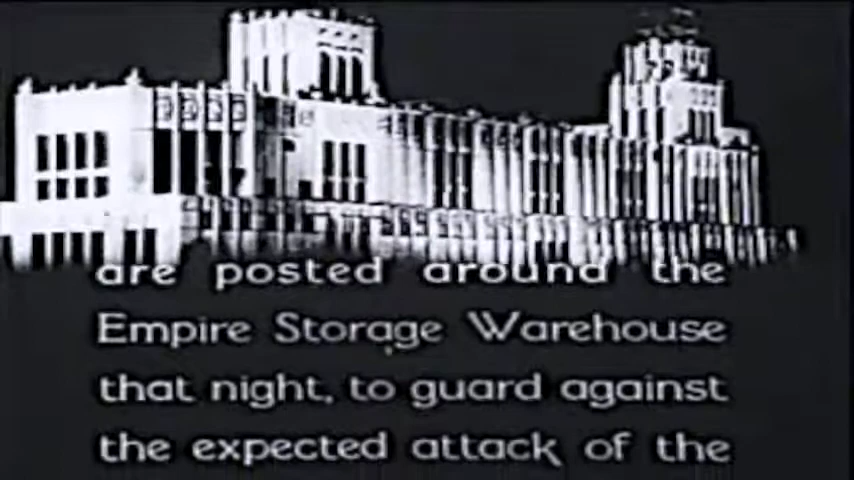 are posted around the
Empire Storage Warehouse
that night, to guard against
the expected attack of the